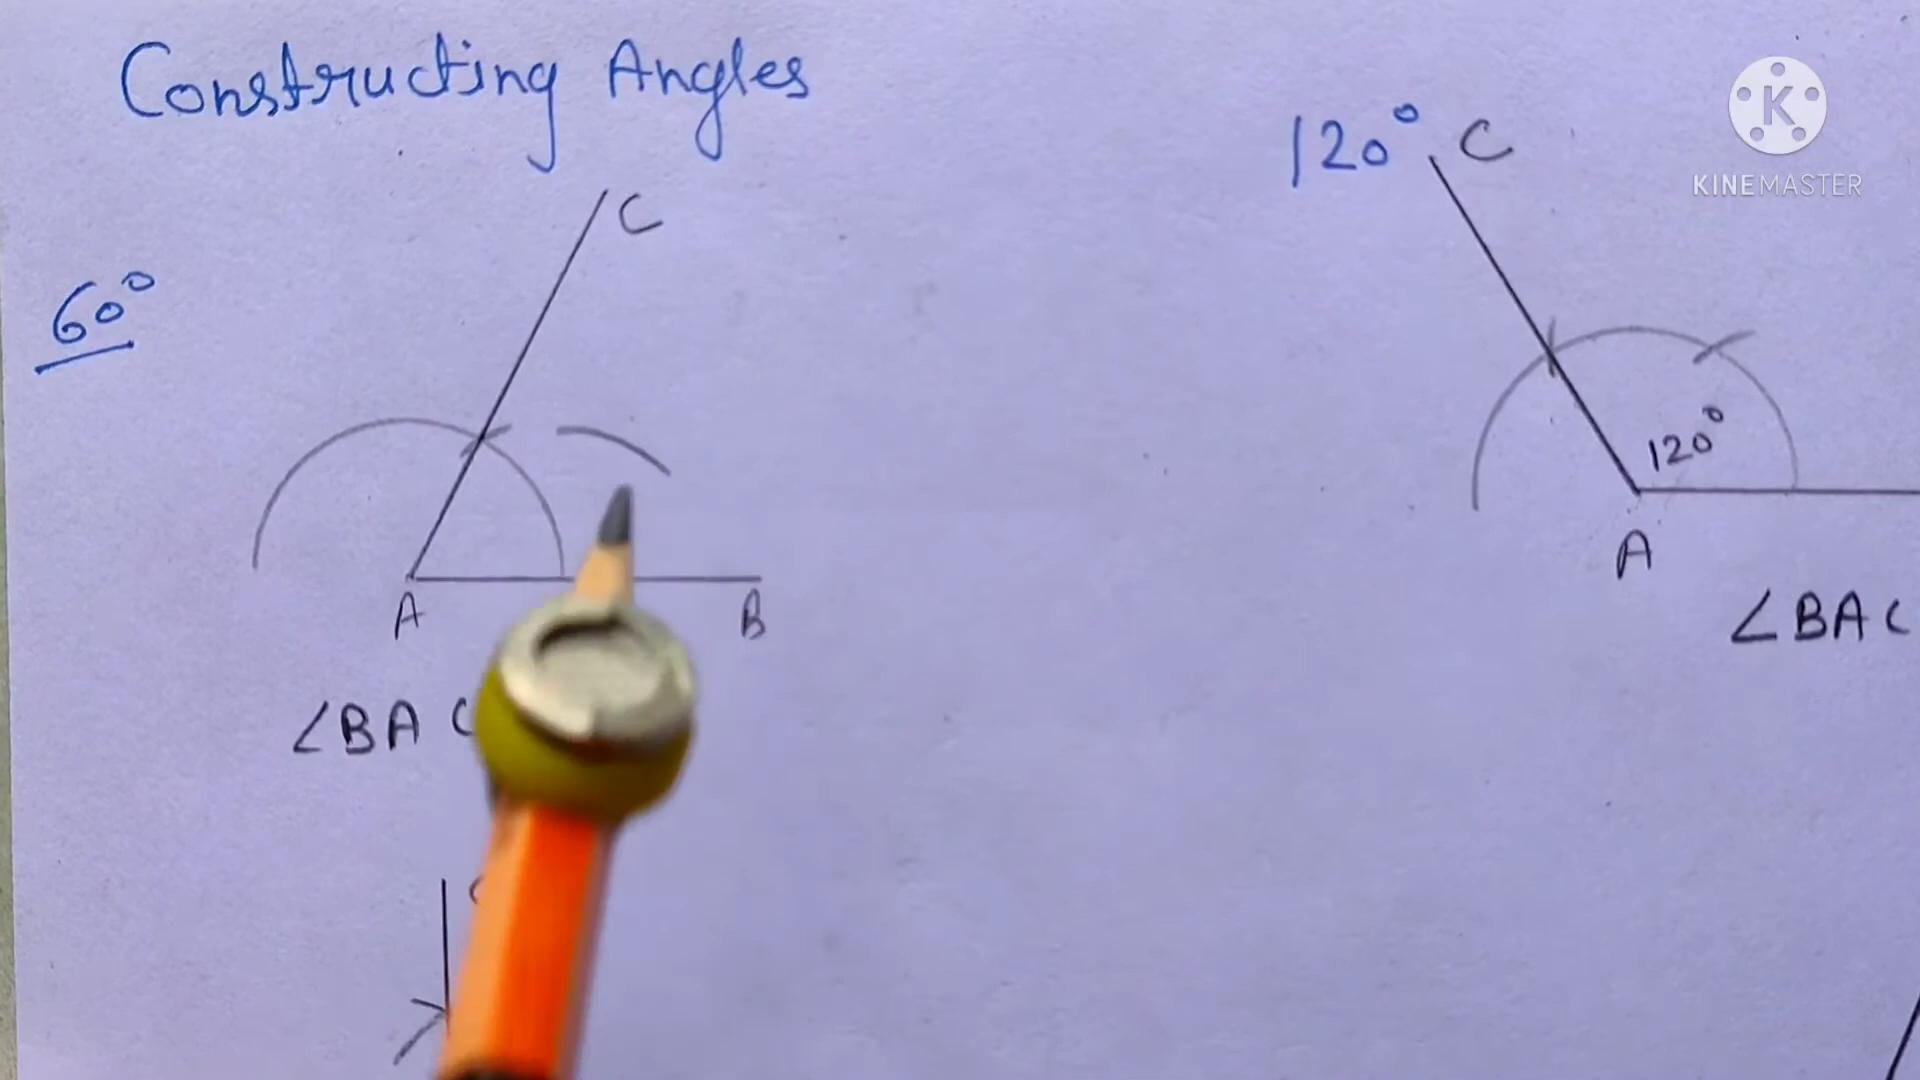 Constructing Angles
120° C
KINEMASTER
C
60°
120°
A
A B
∠BAC
∠BAC